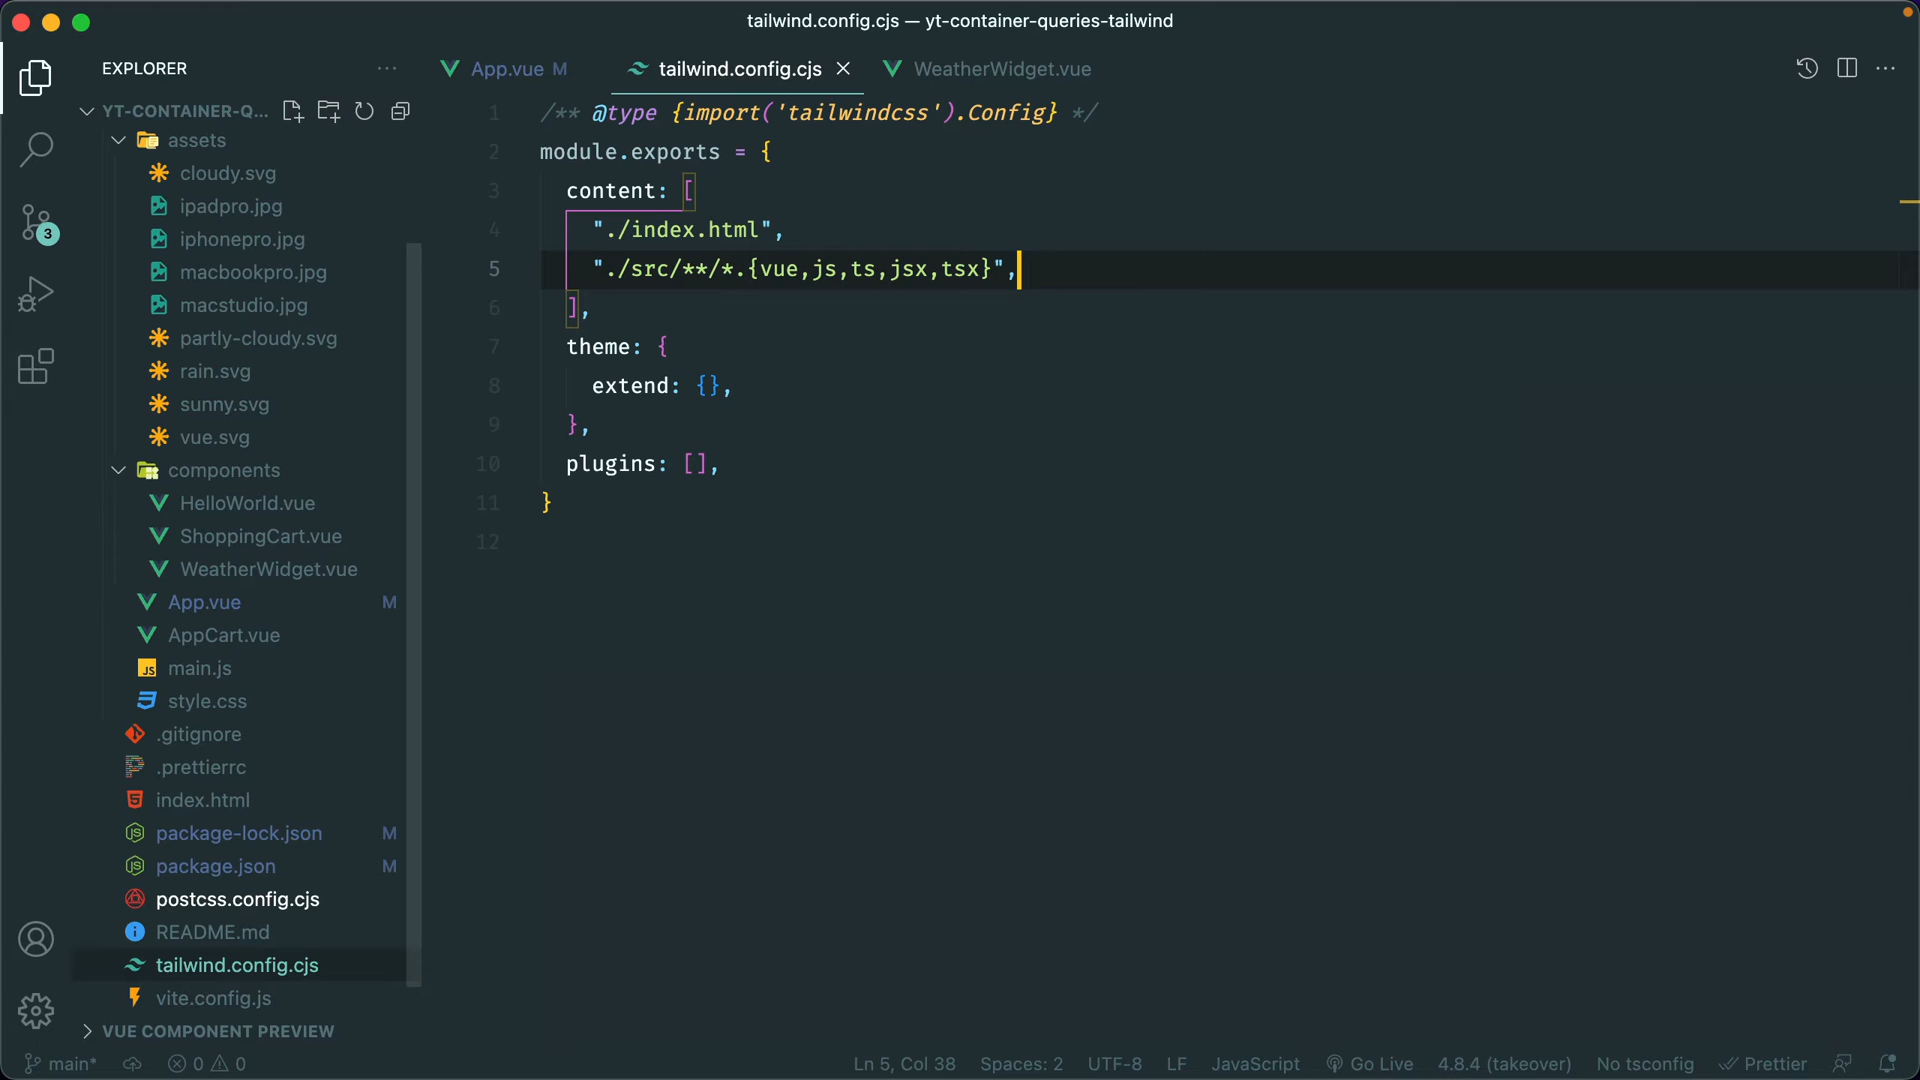 tailwind.config.cjs — yt-container-queries-tailwind
EXPLORER
App.vue M
tailwind.config.cjs
WeatherWidget.vue
YT-CONTAINER-Q...
assets
cloudy.svg
ipadpro.jpg
iphonepro.jpg
macbookpro.jpg
macstudio.jpg
partly-cloudy.svg
rain.svg
sunny.svg
vue.svg
components
HelloWorld.vue
ShoppingCart.vue
WeatherWidget.vue
App.vue M
AppCart.vue
JS main.js
style.css
.gitignore
.prettierrc
index.html
package-lock.json M
package.json M
postcss.config.cjs
README.md
tailwind.config.cjs
vite.config.js
VUE COMPONENT PREVIEW
3
1 /** @type {import('tailwindcss').Config} */
2 module.exports = {
3 content: [
4 "./index.html",
5 "./src/**/*.{vue,js,ts,jsx,tsx}",
6 ],
7 theme: {
8 extend: {},
9 },
10 plugins: [],
11 }
12
main* 0 0 Ln 5, Col 38 Spaces: 2 UTF-8 LF JavaScript Go Live 4.8.4 (takeover) No tsconfig Prettier